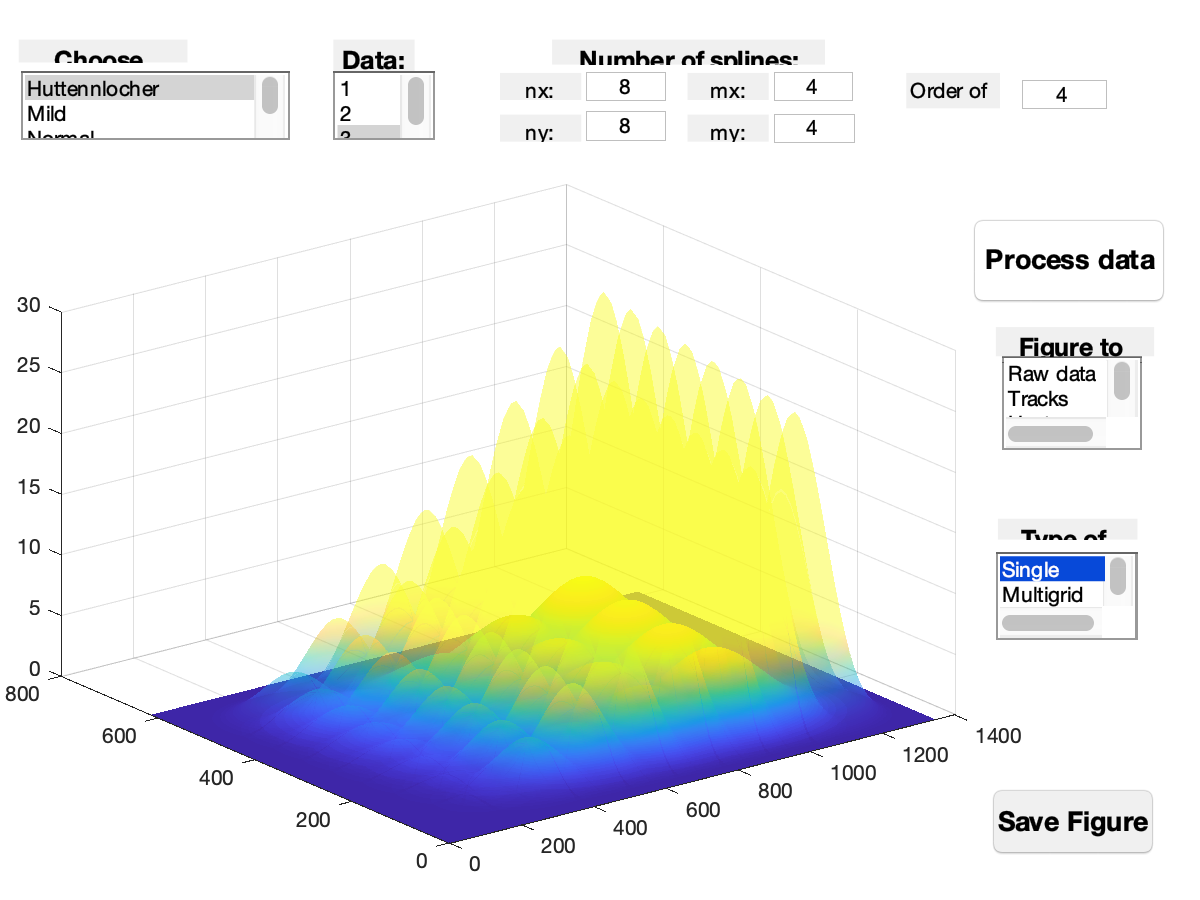 Choose
Data:
Number of splines:
Huttennlocher
Mild
Normal
1
2
3
nx:
8
mx:
4
ny:
8
my:
4
Order of
4
Process data
Figure to
Raw data
Tracks
Type of
Single
Multigrid
Save Figure
30
25
20
15
10
5
0
800
600
400
200
0
0
200
400
600
800
1000
1200
1400